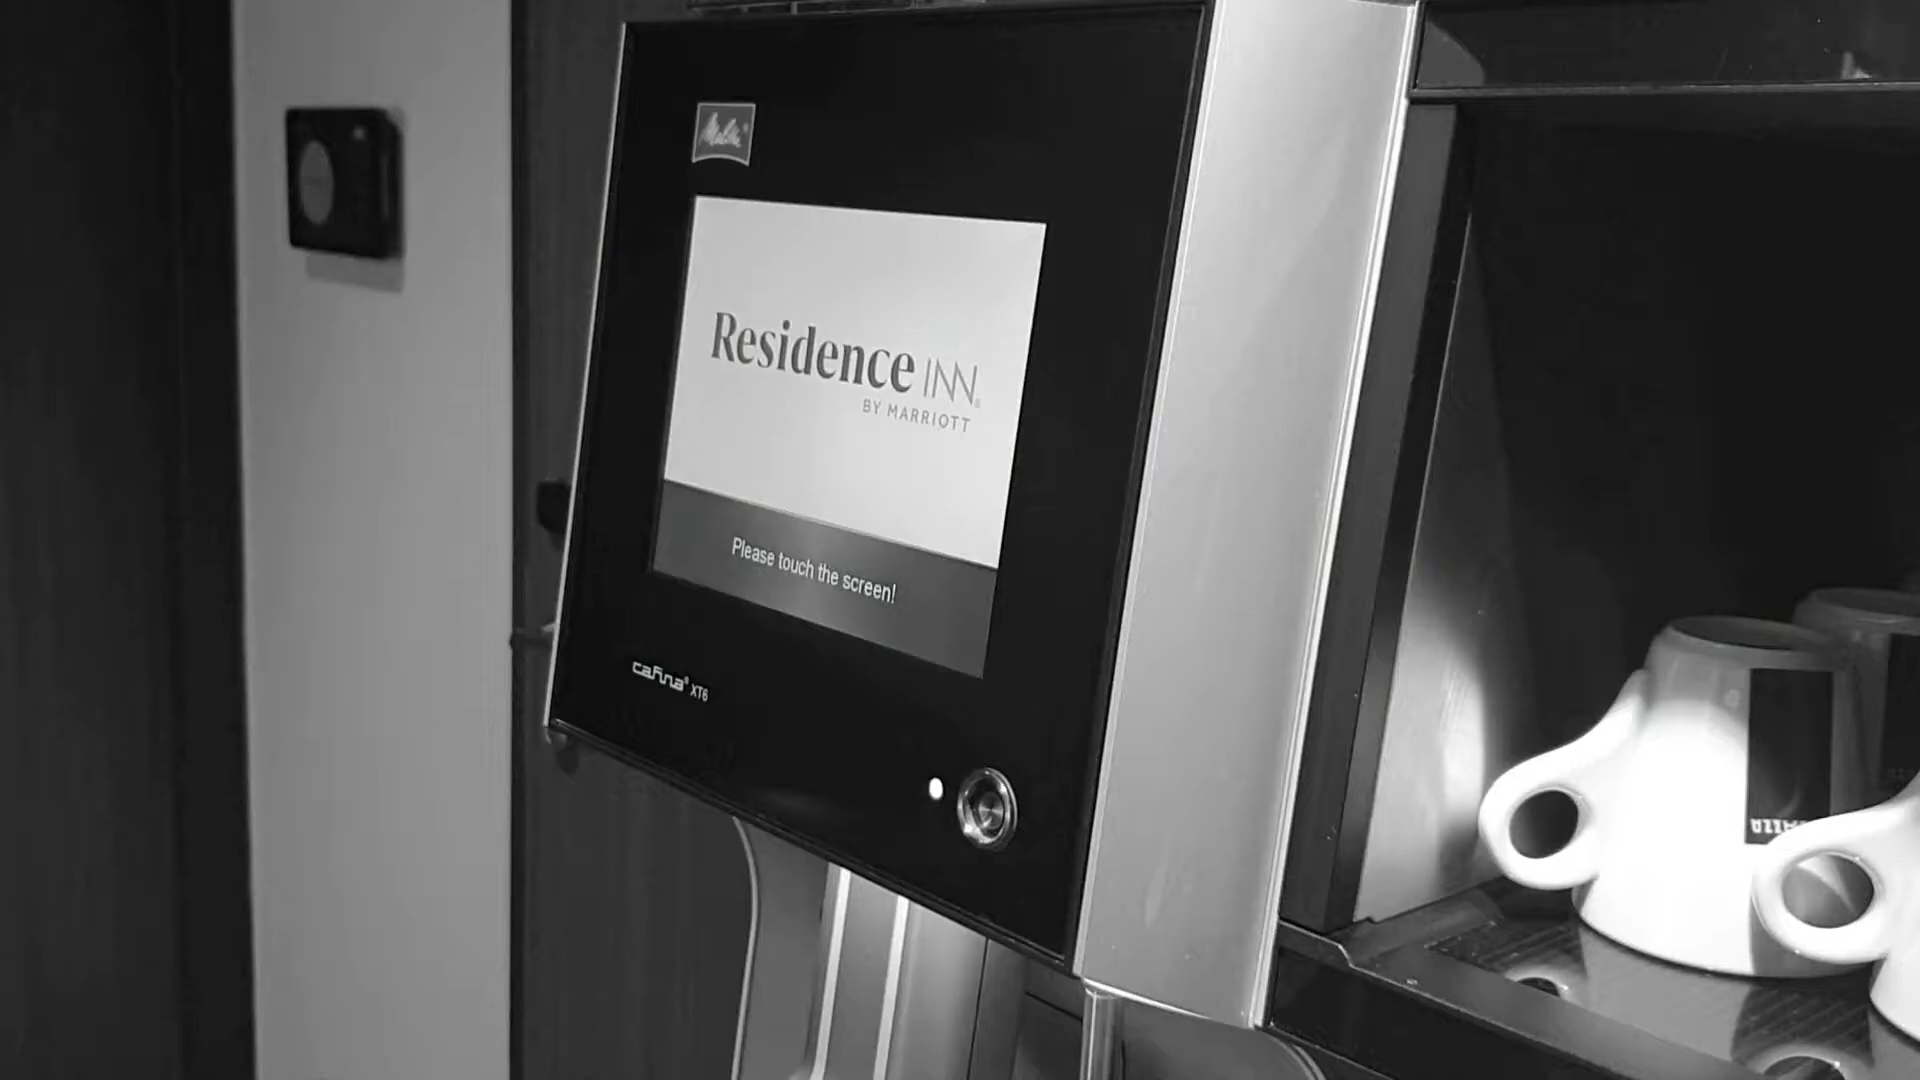 Melitta®
Residence INN®
BY MARRIOTT
Please touch the screen!
cafina® XT6